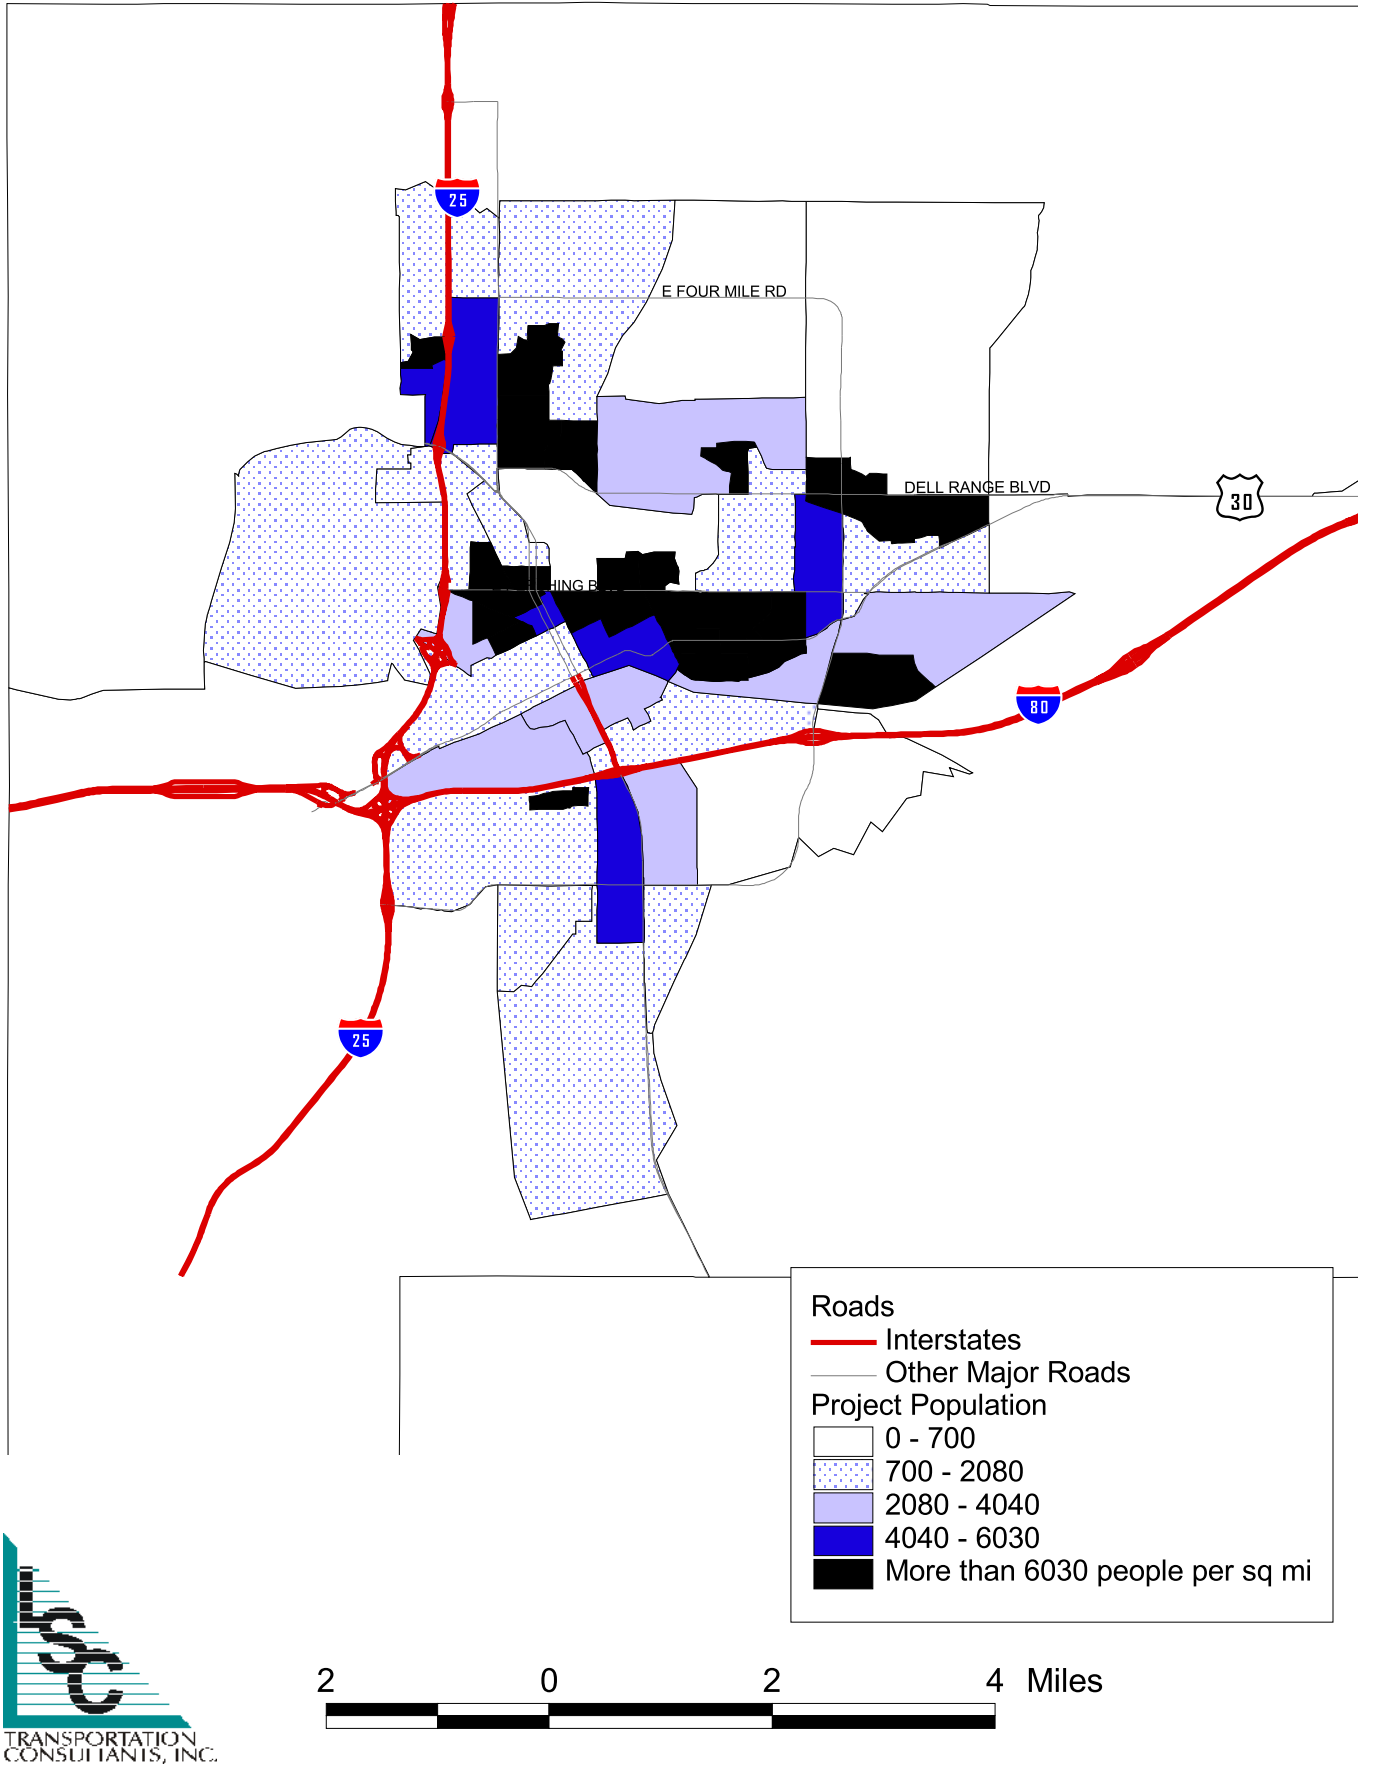 25
E FOUR MILE RD
DELL RANGE BLVD
30
HING B
80
25
Roads
Interstates
Other Major Roads
Project Population
0 - 700
700 - 2080
2080 - 4040
4040 - 6030
More than 6030 people per sq mi
2 0 2 4 Miles
LSC
TRANSPORTATION
CONSULTANTS, INC.